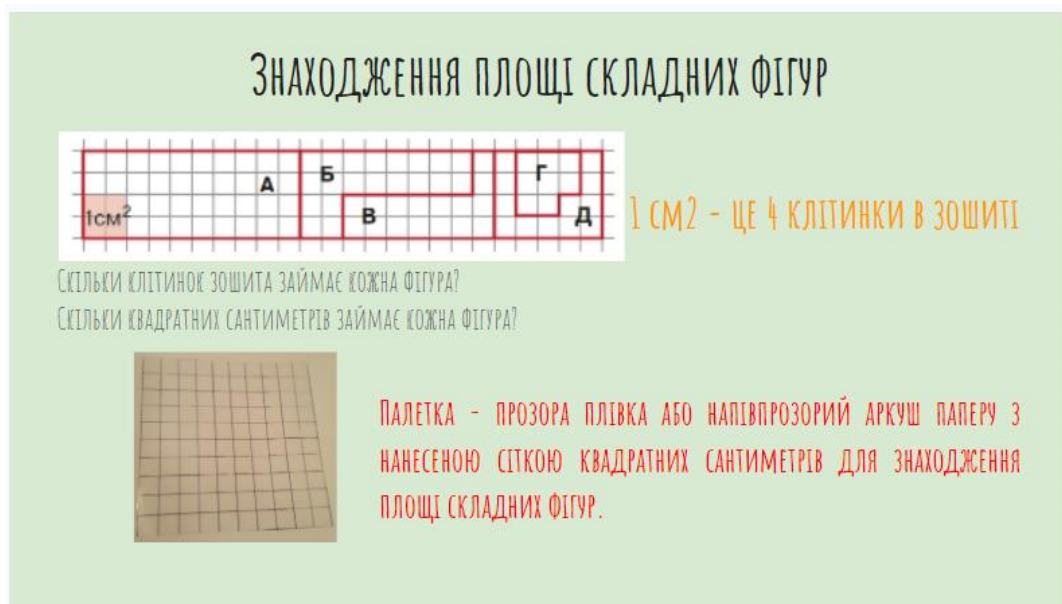 Знаходження площі складних фігур
А Б Г
1см² В Д
1 см2 - це 4 клітинки в зошиті
Скільки клітинок зошита займає кожна фігура?
Скільки квадратних сантиметрів займає кожна фігура?
Палетка - прозора плівка або напівпрозорий аркуш паперу з
нанесеною сіткою квадратних сантиметрів для знаходження
площі складних фігур.